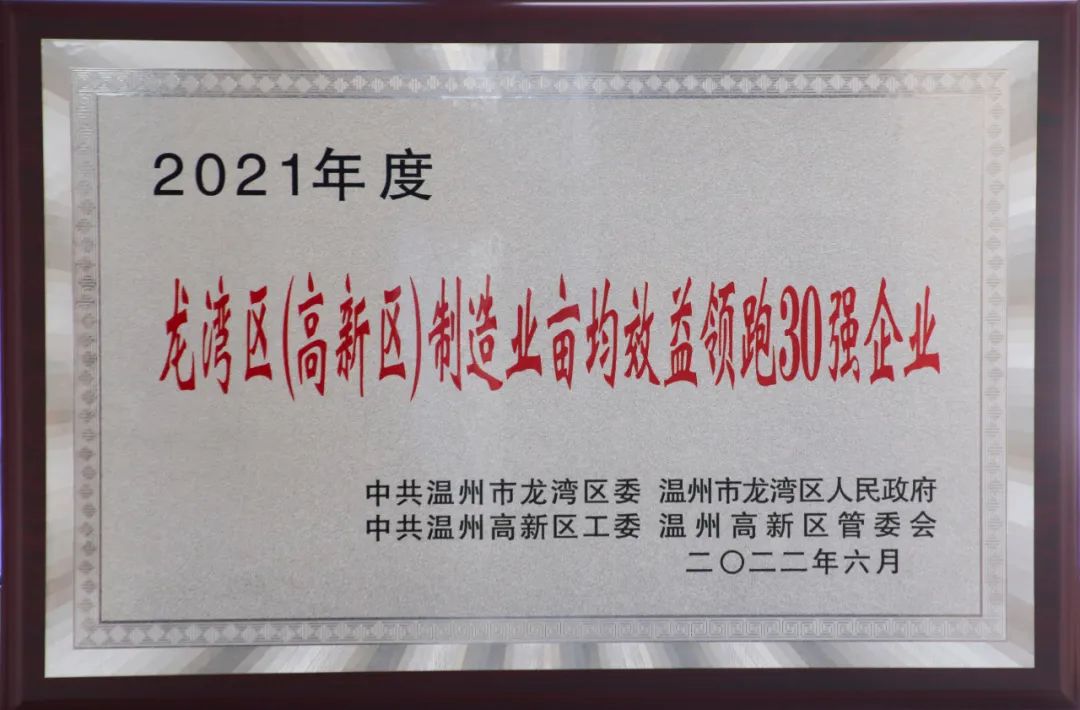 2021年度
龙湾区(高新区)制造业亩均效益领跑30强企业
中共温州市龙湾区委 温州市龙湾区人民政府
中共温州高新区工委 温州高新区管委会
二〇二二年六月